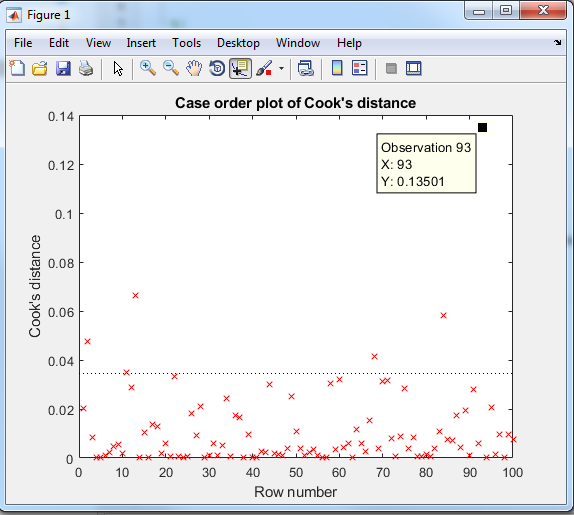 Figure 1
File Edit View Insert Tools Desktop Window Help
Case order plot of Cook's distance
0.14
0.12
0.1
0.08
0.06
0.04
0.02
0
Cook's distance
Observation 93
X: 93
Y: 0.13501
0 10 20 30 40 50 60 70 80 90 100
Row number